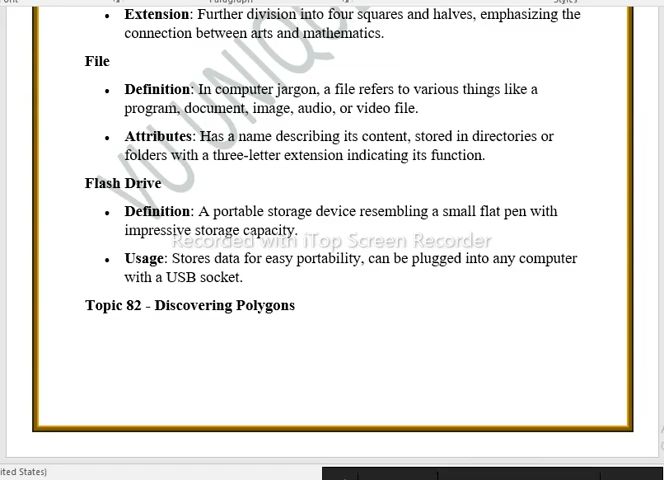 Extension: Further division into four squares and halves, emphasizing the
connection between arts and mathematics.
File
Definition: In computer jargon, a file refers to various things like a
program, document, image, audio, or video file.
Attributes: Has a name describing its content, stored in directories or
folders with a three-letter extension indicating its function.
Flash Drive
Definition: A portable storage device resembling a small flat pen with
impressive storage capacity.
Recorded with iTop Screen Recorder
Usage: Stores data for easy portability, can be plugged into any computer
with a USB socket.
Topic 82 - Discovering Polygons
VU UNIQU
ited States)